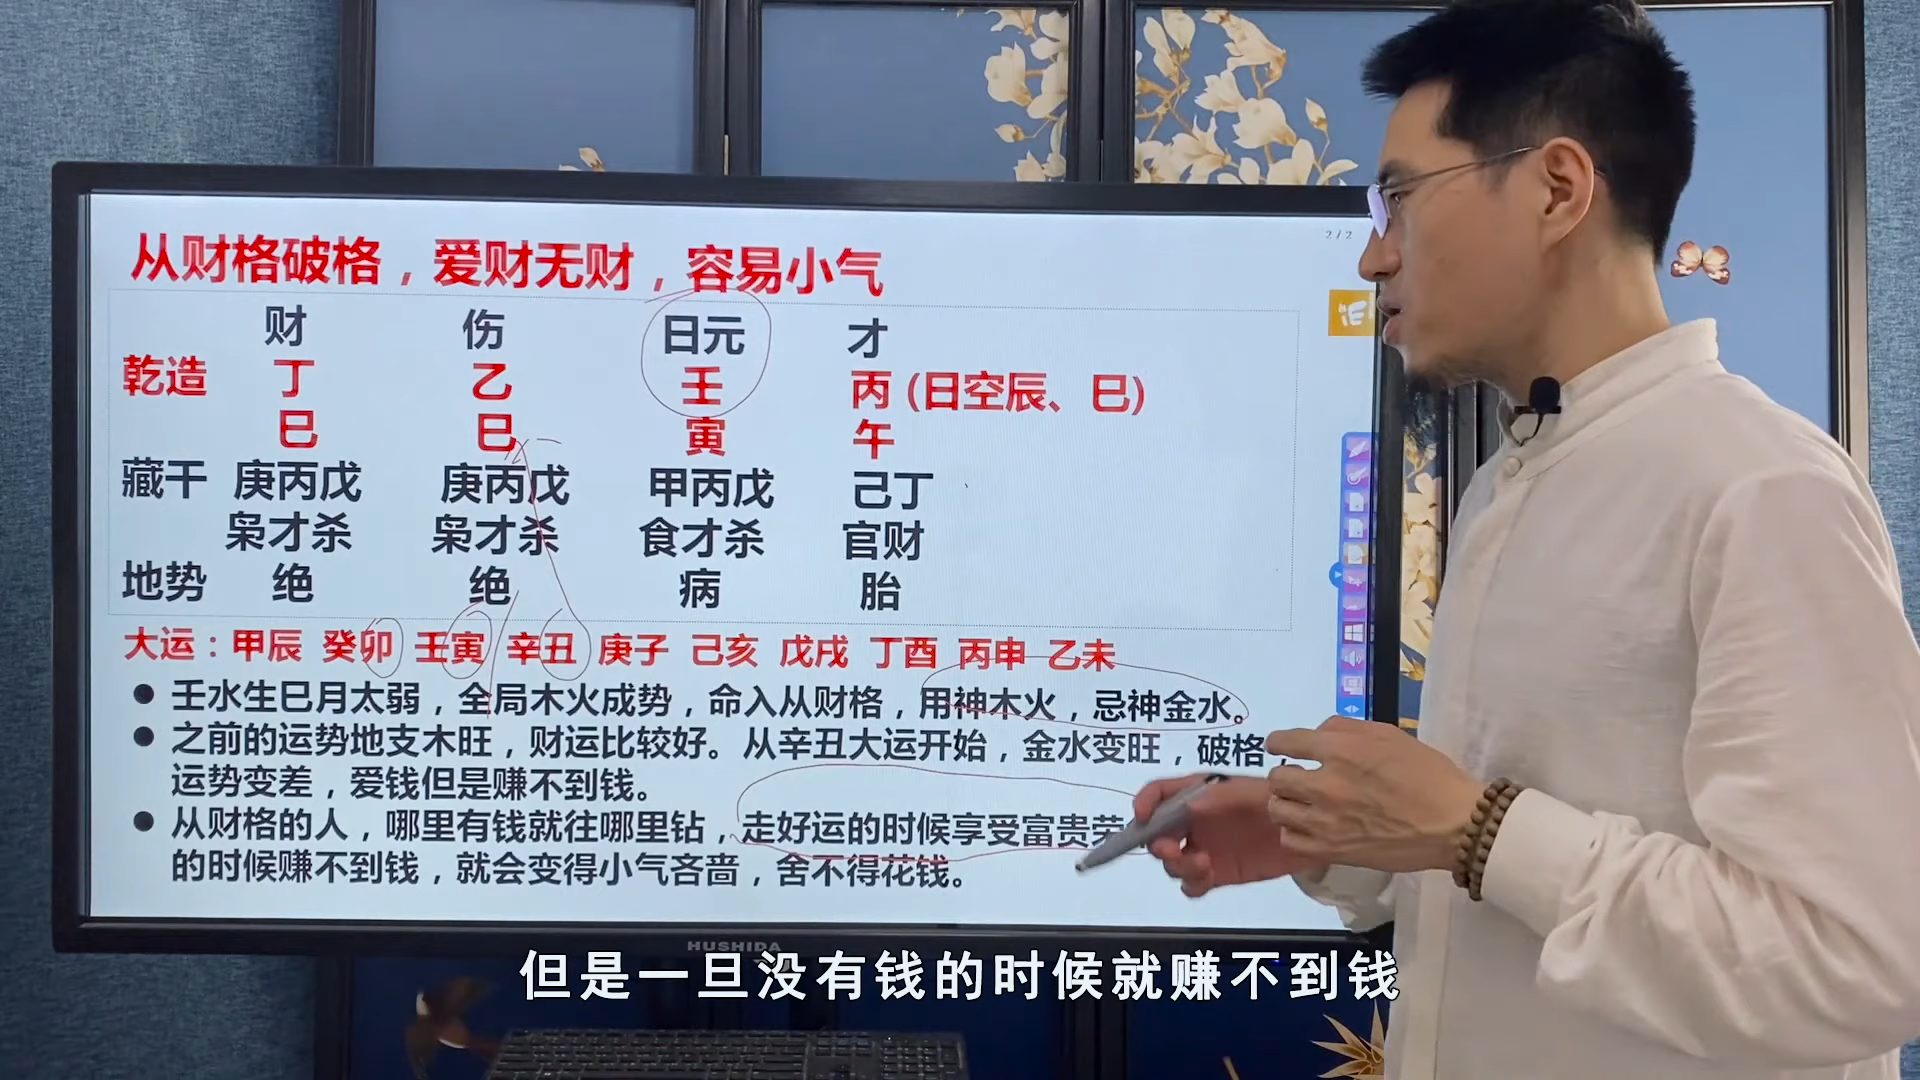 2/2
从财格破格，爱财无财，容易小气
财 伤 日元 才
乾造 丁 乙 壬 丙 (日空辰、巳)
巳 巳 寅 午
藏干 庚丙戊 庚丙戊 甲丙戊 己丁
枭才杀 枭才杀 食才杀 官财
地势 绝 绝 病 胎
大运：甲辰 癸卯 壬寅 辛丑 庚子 己亥 戊戌 丁酉 丙申 乙未
● 壬水生巳月太弱，全局木火成势，命入从财格，用神木火，忌神金水。
● 之前的运势地支木旺，财运比较好。从辛丑大运开始，金水变旺，破格，
运势变差，爱钱但是赚不到钱。
● 从财格的人，哪里有钱就往哪里钻，走好运的时候享受富贵荣
的时候赚不到钱，就会变得小气吝啬，舍不得花钱。
HUSHIDA
但是一旦没有钱的时候就赚不到钱